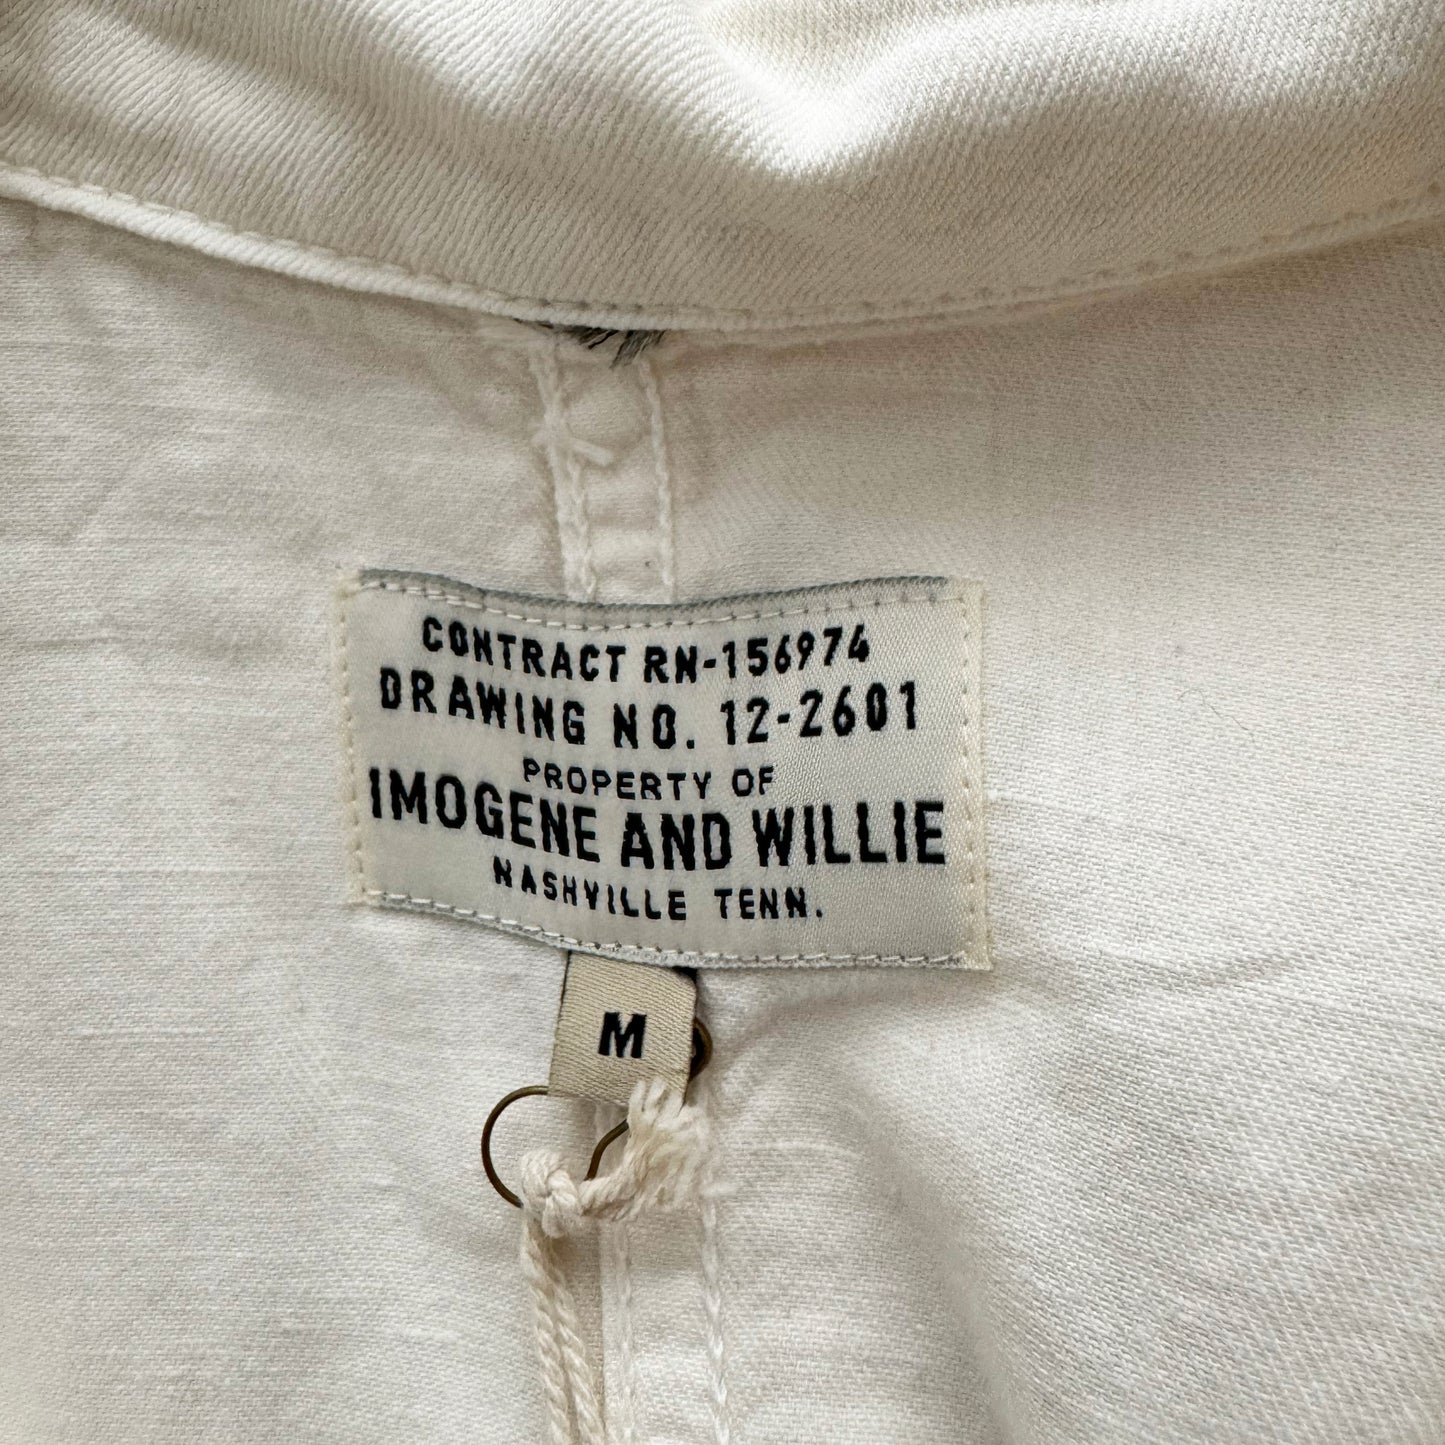 CONTRACT RN-156974
DRAWING NO. 12-2601
PROPERTY OF
IMOGENE AND WILLIE
NASHVILLE TENN.
M